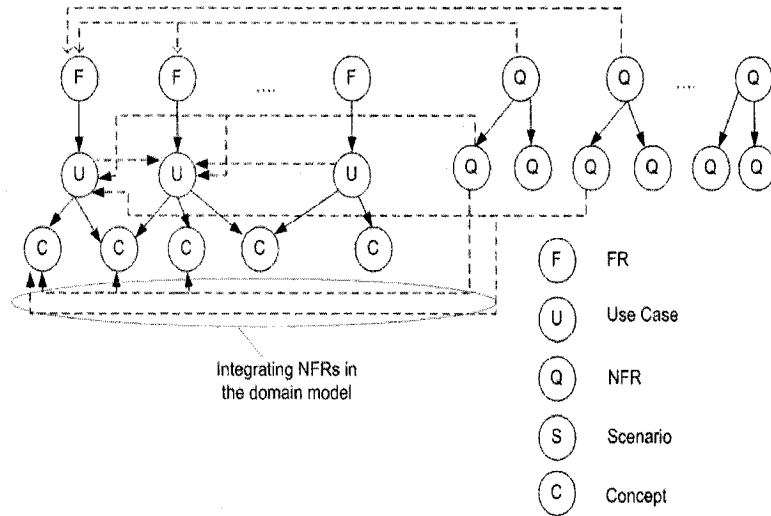 F F .... F Q Q .... Q
U U U Q Q Q Q Q Q
C C C C C
F FR
U Use Case
Q NFR
S Scenario
C Concept
Integrating NFRs in
the domain model